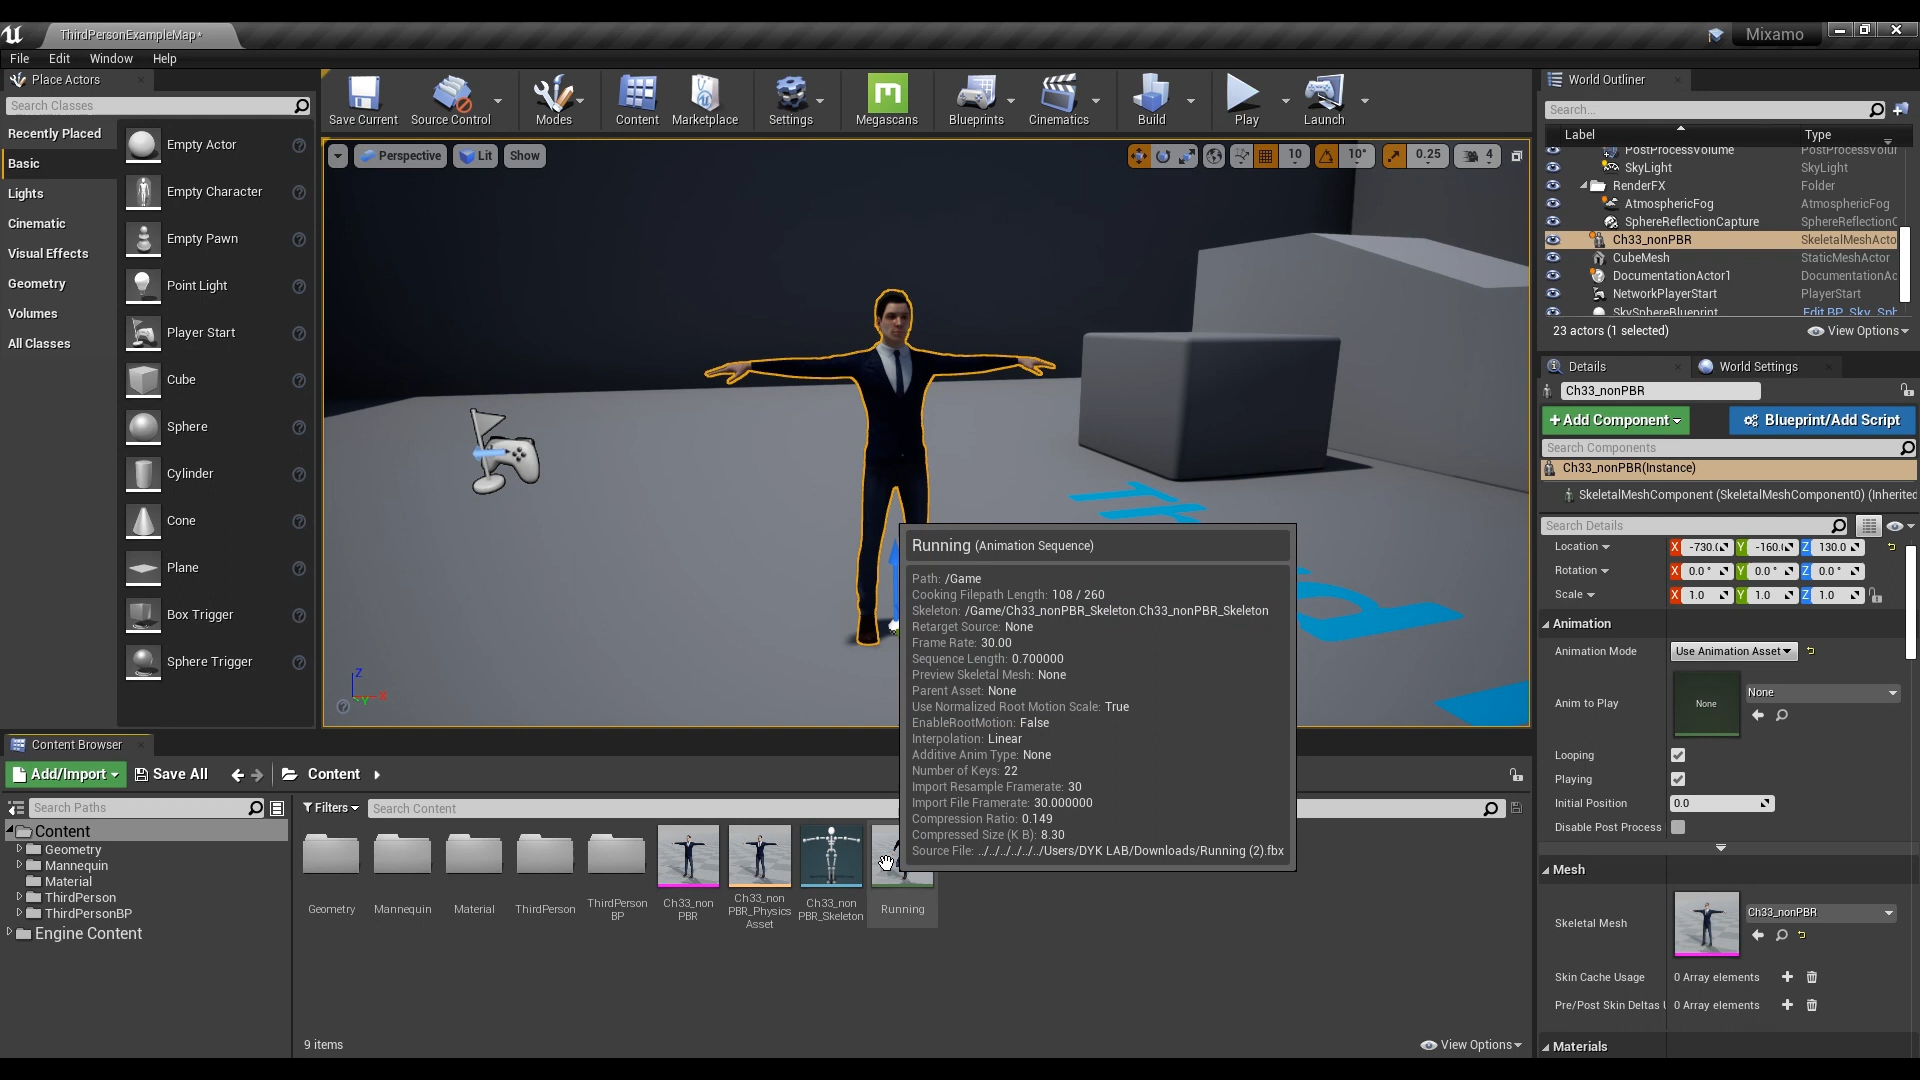 ThirdPersonExampleMap*
Mixamo
File Edit Window Help
Place Actors
Search Classes
Recently Placed
Basic
Lights
Cinematic
Visual Effects
Geometry
Volumes
All Classes
Empty Actor
Empty Character
Empty Pawn
Point Light
Player Start
Cube
Sphere
Cylinder
Cone
Plane
Box Trigger
Sphere Trigger
Save Current Source Control Modes Content Marketplace Settings Megascans Blueprints Cinematics Build Play Launch
Perspective Lit Show
10 10° 0.25 4
Z
X
Y
Running (Animation Sequence)
Path: /Game
Cooking Filepath Length: 108 / 260
Skeleton: /Game/Ch33_nonPBR_Skeleton.Ch33_nonPBR_Skeleton
Retarget Source: None
Frame Rate: 30.00
Sequence Length: 0.700000
Preview Skeletal Mesh: None
Parent Asset: None
Use Normalized Root Motion Scale: True
EnableRootMotion: False
Interpolation: Linear
Additive Anim Type: None
Number of Keys: 22
Import Resample Framerate: 30
Import File Framerate: 30.000000
Compression Ratio: 0.149
Compressed Size (K B): 8.30
Source File: ../../../../../../Users/DYK LAB/Downloads/Running (2).fbx
World Outliner
Search...
Label Type
PostProcessVolume PostProcessVolur
SkyLight SkyLight
RenderFX Folder
AtmosphericFog AtmosphericFog
SphereReflectionCapture SphereReflectionC
Ch33_nonPBR SkeletalMeshActo
CubeMesh StaticMeshActor
DocumentationActor1 DocumentationAc
NetworkPlayerStart PlayerStart
SkySphereBlueprint Edit BP_Sky_Sph
23 actors (1 selected) View Options
Details World Settings
Ch33_nonPBR
+Add Component Blueprint/Add Script
Search Components
Ch33_nonPBR(Instance)
SkeletalMeshComponent (SkeletalMeshComponent0) (Inherited
Search Details
Location X -730.( Y -160.( Z 130.0
Rotation X 0.0 ° Y 0.0 ° Z 0.0 °
Scale X 1.0 Y 1.0 Z 1.0
Animation
Animation Mode Use Animation Asset
Anim to Play None None
Looping
Playing
Initial Position 0.0
Disable Post Process
Mesh
Skeletal Mesh Ch33_nonPBR
Skin Cache Usage 0 Array elements
Pre/Post Skin Deltas U 0 Array elements
Materials
Content Browser
Add/Import Save All Content
Search Paths
Content
Geometry
Mannequin
Material
ThirdPerson
ThirdPersonBP
Engine Content
Filters Search Content
Geometry
Mannequin
Material
ThirdPerson
ThirdPerson
BP
Ch33_non
PBR
Ch33_non
PBR_Physics
Asset
Ch33_non
PBR_Skeleton
Running
9 items View Options